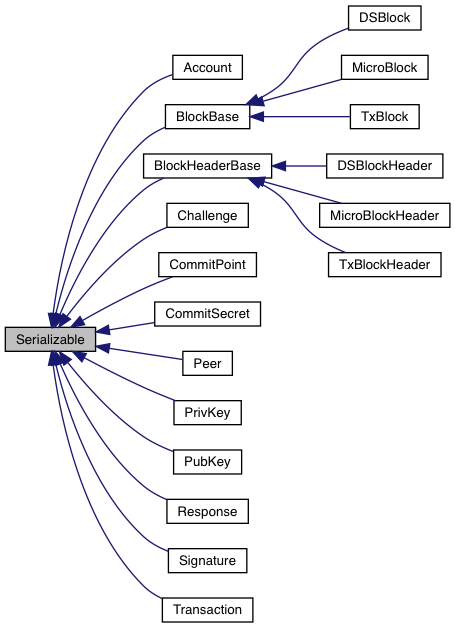 DSBlock
Account
MicroBlock
BlockBase
TxBlock
BlockHeaderBase
DSBlockHeader
Challenge
MicroBlockHeader
CommitPoint
TxBlockHeader
CommitSecret
Serializable
Peer
PrivKey
PubKey
Response
Signature
Transaction